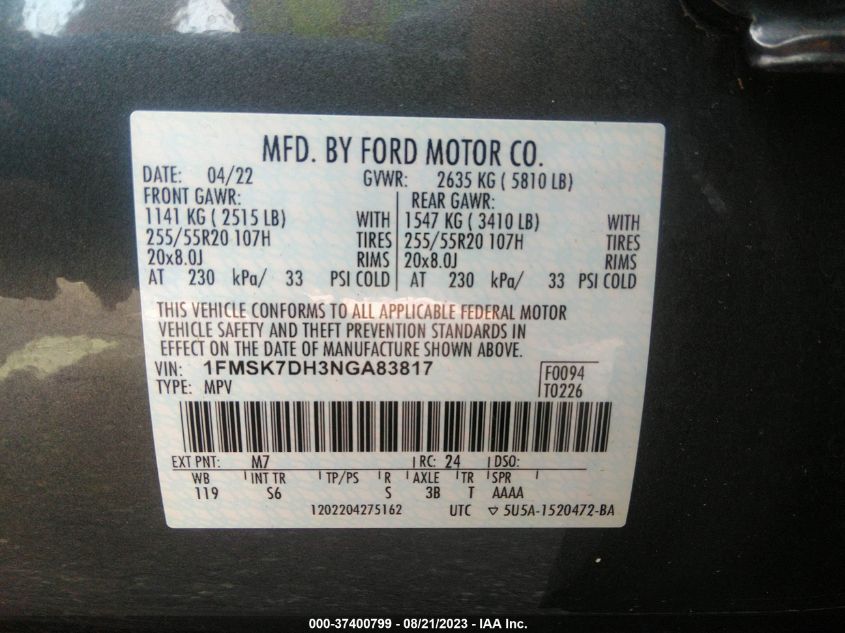 MFD. BY FORD MOTOR CO.
DATE: 04/22 GVWR: 2635 KG ( 5810 LB)
FRONT GAWR: REAR GAWR:
1141 KG ( 2515 LB) WITH 1547 KG ( 3410 LB) WITH
255/55R20 107H TIRES 255/55R20 107H TIRES
20x8.0J RIMS 20x8.0J RIMS
AT 230 kPa/ 33 PSI COLD AT 230 kPa/ 33 PSI COLD
THIS VEHICLE CONFORMS TO ALL APPLICABLE FEDERAL MOTOR
VEHICLE SAFETY AND THEFT PREVENTION STANDARDS IN
EFFECT ON THE DATE OF MANUFACTURE SHOWN ABOVE.
VIN: 1FMSK7DH3NGA83817 F0094
TYPE: MPV T0226
EXT PNT: M7 RC: 24 DSO:
WB INT TR TP/PS R AXLE TR SPR
119 S6 S 3B T AAAA
1202204275162 UTC ▽ 5U5A-1520472-BA
000-37400799 - 08/21/2023 - IAA Inc.